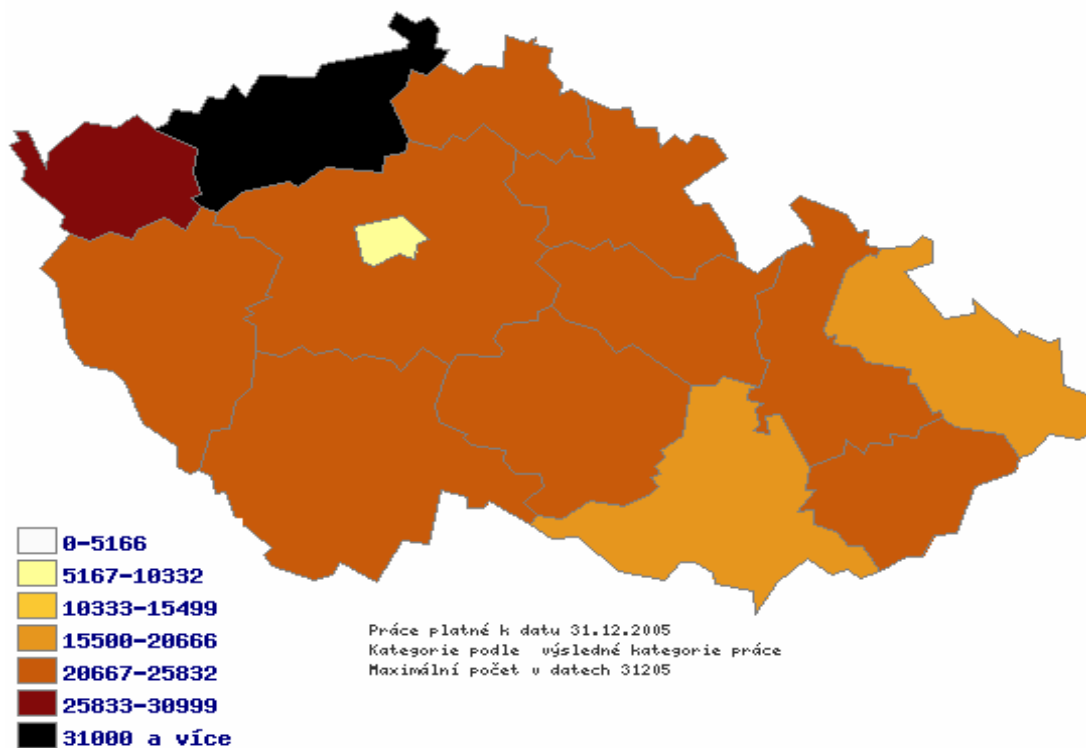 0-5166
5167-10332
10333-15499
15500-20666
20667-25832
25833-30999
31000 a více
Práce platné k datu 31.12.2005
Kategorie podle výsledné kategorie práce
Maximální počet v datech 31205